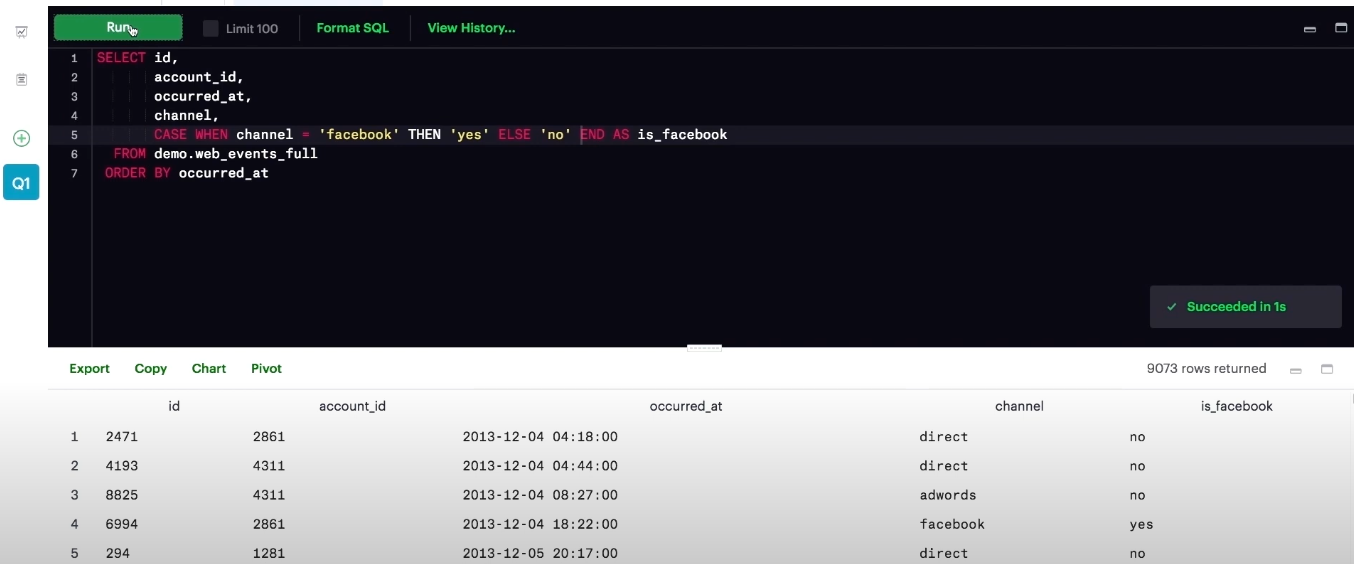 Run Limit 100 Format SQL View History...
1 SELECT id,
2 account_id,
3 occurred_at,
4 channel,
5 CASE WHEN channel = 'facebook' THEN 'yes' ELSE 'no' END AS is_facebook
6 FROM demo.web_events_full
7 ORDER BY occurred_at
Q1
Succeeded in 1s
Export Copy Chart Pivot 9073 rows returned
id account_id occurred_at channel is_facebook
1 2471 2861 2013-12-04 04:18:00 direct no
2 4193 4311 2013-12-04 04:44:00 direct no
3 8825 4311 2013-12-04 08:27:00 adwords no
4 6994 2861 2013-12-04 18:22:00 facebook yes
5 294 1281 2013-12-05 20:17:00 direct no